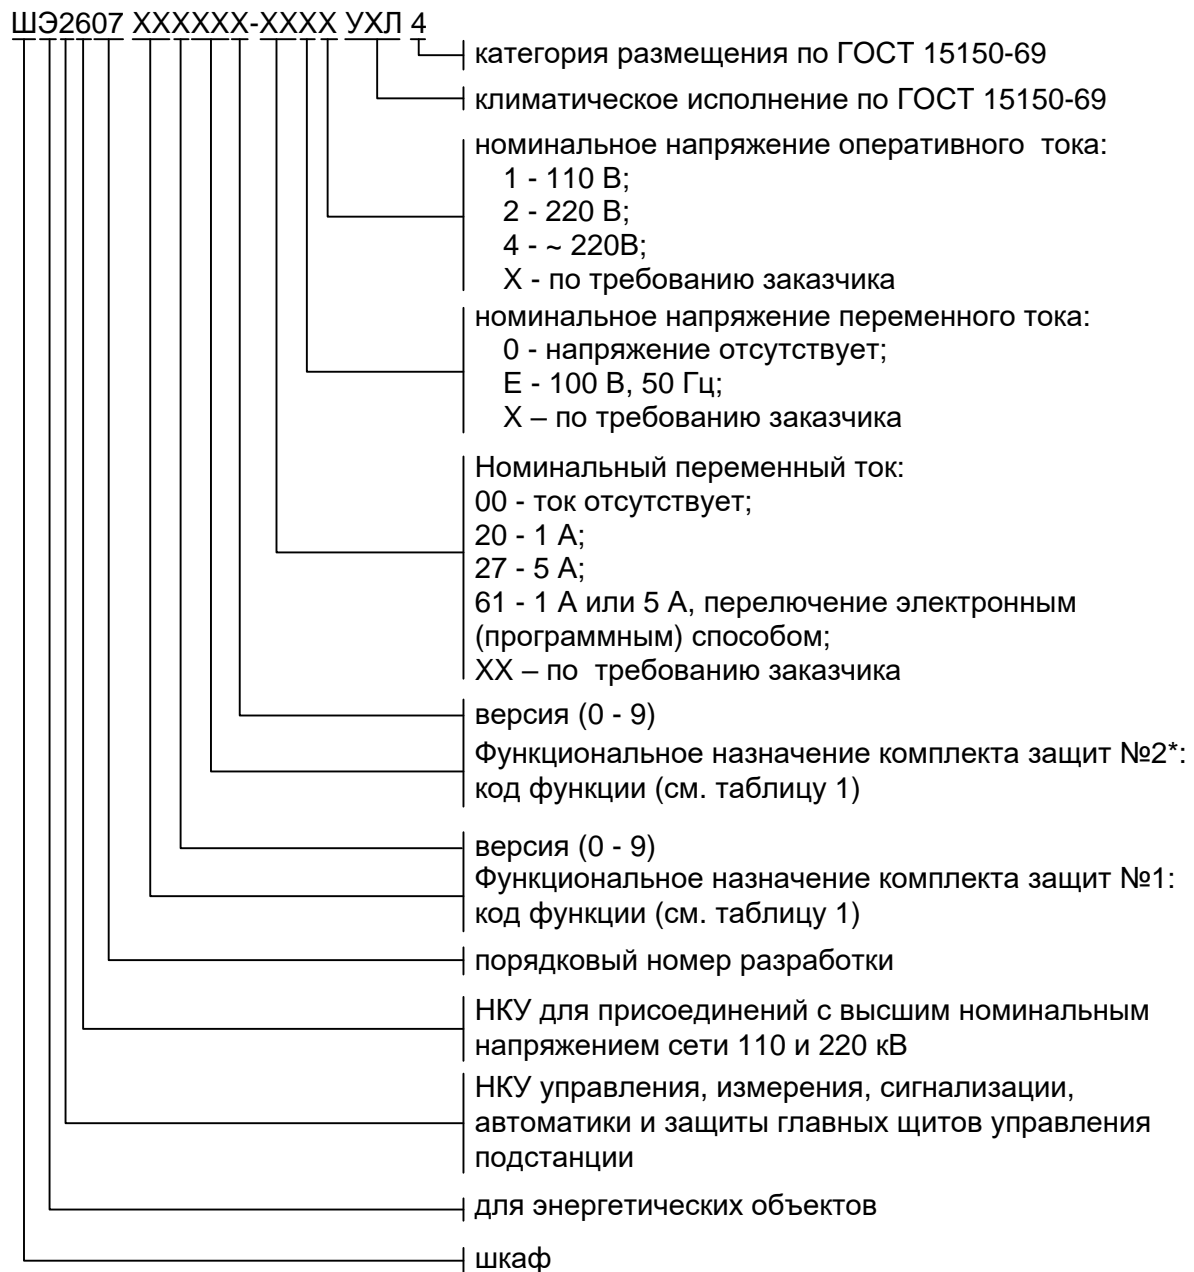 ШЭ2607 ХХХХХХ-ХХХХ УХЛ 4
категория размещения по ГОСТ 15150-69
климатическое исполнение по ГОСТ 15150-69
номинальное напряжение оперативного тока:
1 - 110 В;
2 - 220 В;
4 - ~ 220В;
Х - по требованию заказчика
номинальное напряжение переменного тока:
0 - напряжение отсутствует;
Е - 100 В, 50 Гц;
Х – по требованию заказчика
Номинальный переменный ток:
00 - ток отсутствует;
20 - 1 А;
27 - 5 А;
61 - 1 А или 5 А, перелючение электронным
(программным) способом;
ХХ – по требованию заказчика
версия (0 - 9)
Функциональное назначение комплекта защит №2*:
код функции (см. таблицу 1)
версия (0 - 9)
Функциональное назначение комплекта защит №1:
код функции (см. таблицу 1)
порядковый номер разработки
НКУ для присоединений с высшим номинальным
напряжением сети 110 и 220 кВ
НКУ управления, измерения, сигнализации,
автоматики и защиты главных щитов управления
подстанции
для энергетических объектов
шкаф